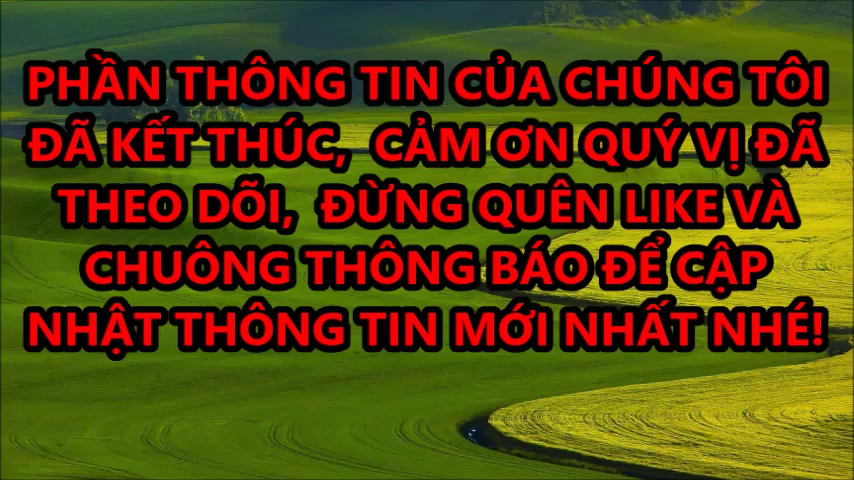 PHẦN THÔNG TIN CỦA CHÚNG TÔI
ĐÃ KẾT THÚC, CẢM ƠN QUÝ VỊ ĐÃ
THEO DÕI, ĐỪNG QUÊN LIKE VÀ
CHUÔNG THÔNG BÁO ĐỂ CẬP
NHẬT THÔNG TIN MỚI NHẤT NHÉ!